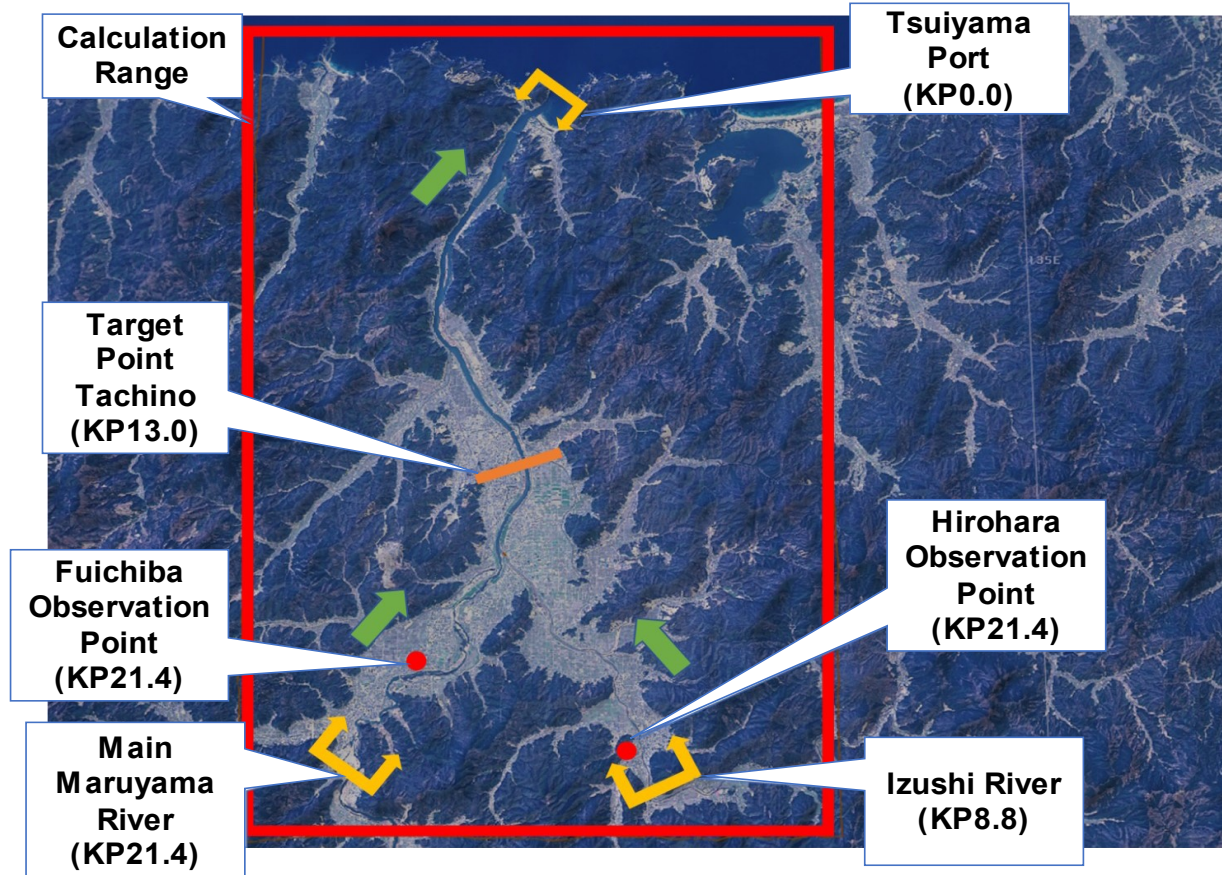 Calculation
Range
Tsuiyama
Port
(KP0.0)
135E
Target
Point
Tachino
(KP13.0)
Hirohara
Observation
Point
(KP21.4)
Fuichiba
Observation
Point
(KP21.4)
Main
Maruyama
River
(KP21.4)
Izushi River
(KP8.8)